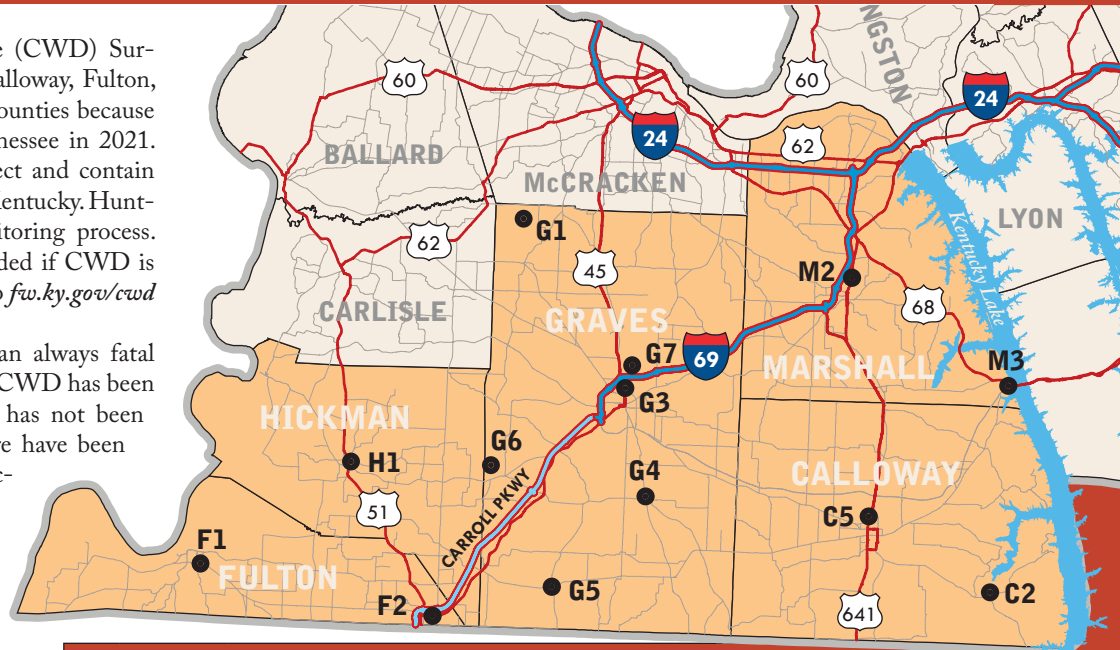 e (CWD) Sur-
alloway, Fulton,
ounties because
nessee in 2021.
ect and contain
Kentucky. Hunt-
itoring process.
ded if CWD is
fw.ky.gov/cwd
an always fatal
CWD has been
has not been
e have been
c-
60
60
NGSTON
24
24
62
BALLARD
McCRACKEN
LYON
G1
62
Kentucky Lake
45
M2
CARLISLE
GRAVES
68
G7
69
M3
MARSHALL
G3
HICKMAN
G6
H1
G4
CALLOWAY
51
CARROLL PKWY
C5
F1
FULTON
G5
C2
F2
641